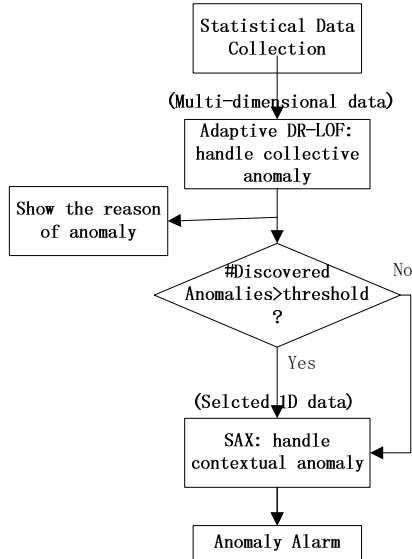 Statistical Data
Collection
(Multi-dimensional data)
Adaptive DR-LOF:
handle collective
anomaly
Show the reason
of anomaly
#Discovered
Anomalies>threshold
?
No
Yes
(Selcted 1D data)
SAX: handle
contextual anomaly
Anomaly Alarm